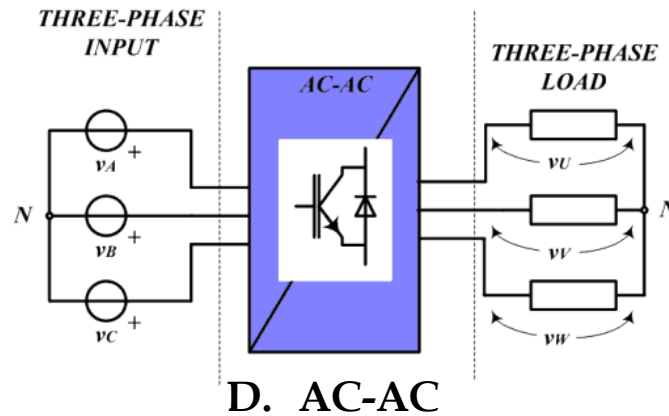 THREE-PHASE
INPUT
AC-AC
THREE-PHASE
LOAD
vA
+
vU
N
vB
+
vV
N
vC
+
vW
D. AC-AC